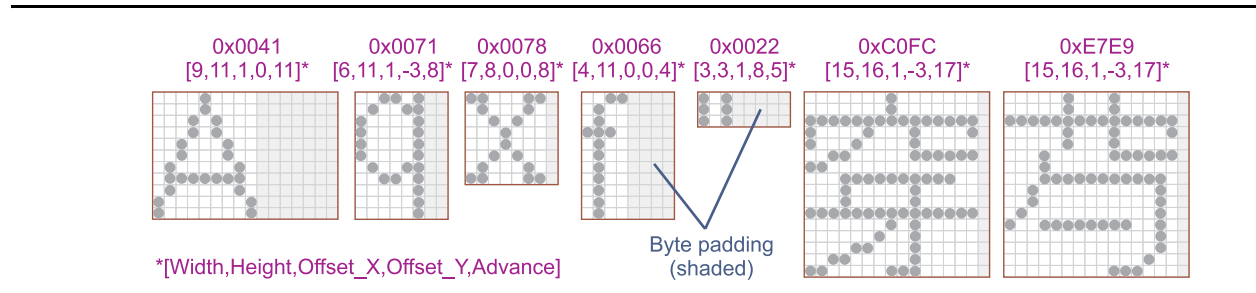 0x0041 0x0071 0x0078 0x0066 0x0022 0xC0FC 0xE7E9
[9,11,1,0,11]* [6,11,1,-3,8]* [7,8,0,0,8]* [4,11,0,0,4]* [3,3,1,8,5]* [15,16,1,-3,17]* [15,16,1,-3,17]*
Byte padding
(shaded)
*[Width,Height,Offset_X,Offset_Y,Advance]